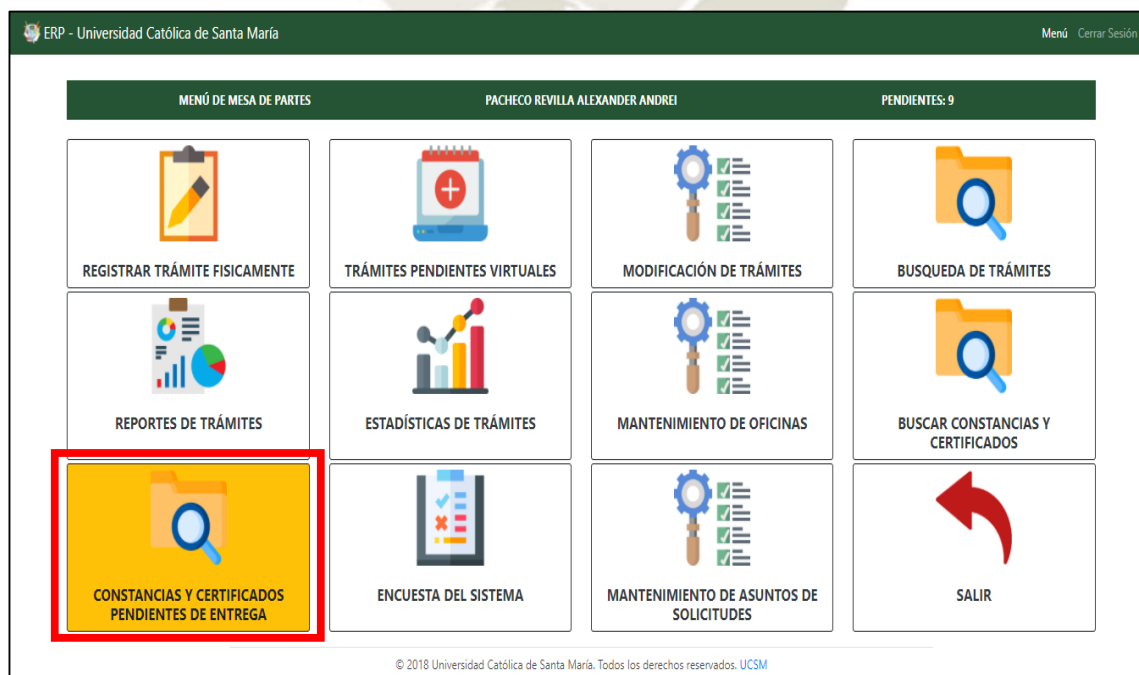 ERP - Universidad Católica de Santa María
Menú Cerrar Sesión
MENÚ DE MESA DE PARTES
PACHECO REVILLA ALEXANDER ANDREI
PENDIENTES: 9
REGISTRAR TRÁMITE FISICAMENTE
TRÁMITES PENDIENTES VIRTUALES
MODIFICACIÓN DE TRÁMITES
BUSQUEDA DE TRÁMITES
REPORTES DE TRÁMITES
ESTADÍSTICAS DE TRÁMITES
MANTENIMIENTO DE OFICINAS
BUSCAR CONSTANCIAS Y
CERTIFICADOS
CONSTANCIAS Y CERTIFICADOS
PENDIENTES DE ENTREGA
ENCUESTA DEL SISTEMA
MANTENIMIENTO DE ASUNTOS DE
SOLICITUDES
SALIR
© 2018 Universidad Católica de Santa María. Todos los derechos reservados. UCSM